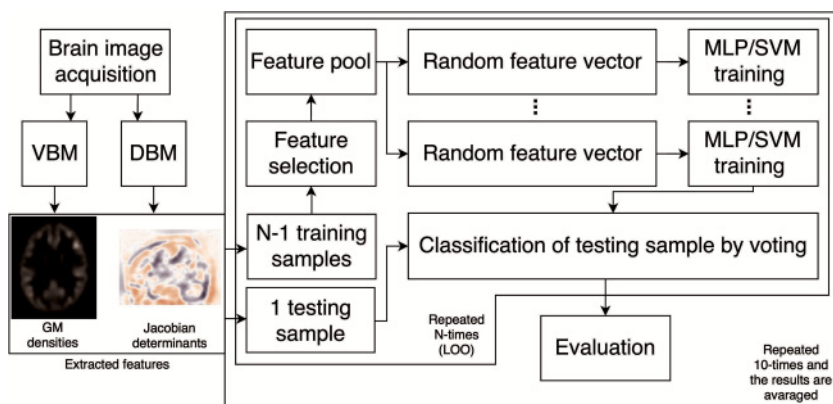 Brain image
acquisition
VBM
DBM
GM
densities
Jacobian
determinants
Extracted features
Feature pool
Feature
selection
N-1 training
samples
1 testing
sample
Random feature vector
MLP/SVM
training
Random feature vector
MLP/SVM
training
Classification of testing sample by voting
Repeated
N-times
(LOO)
Evaluation
Repeated
10-times and
the results are
avaraged